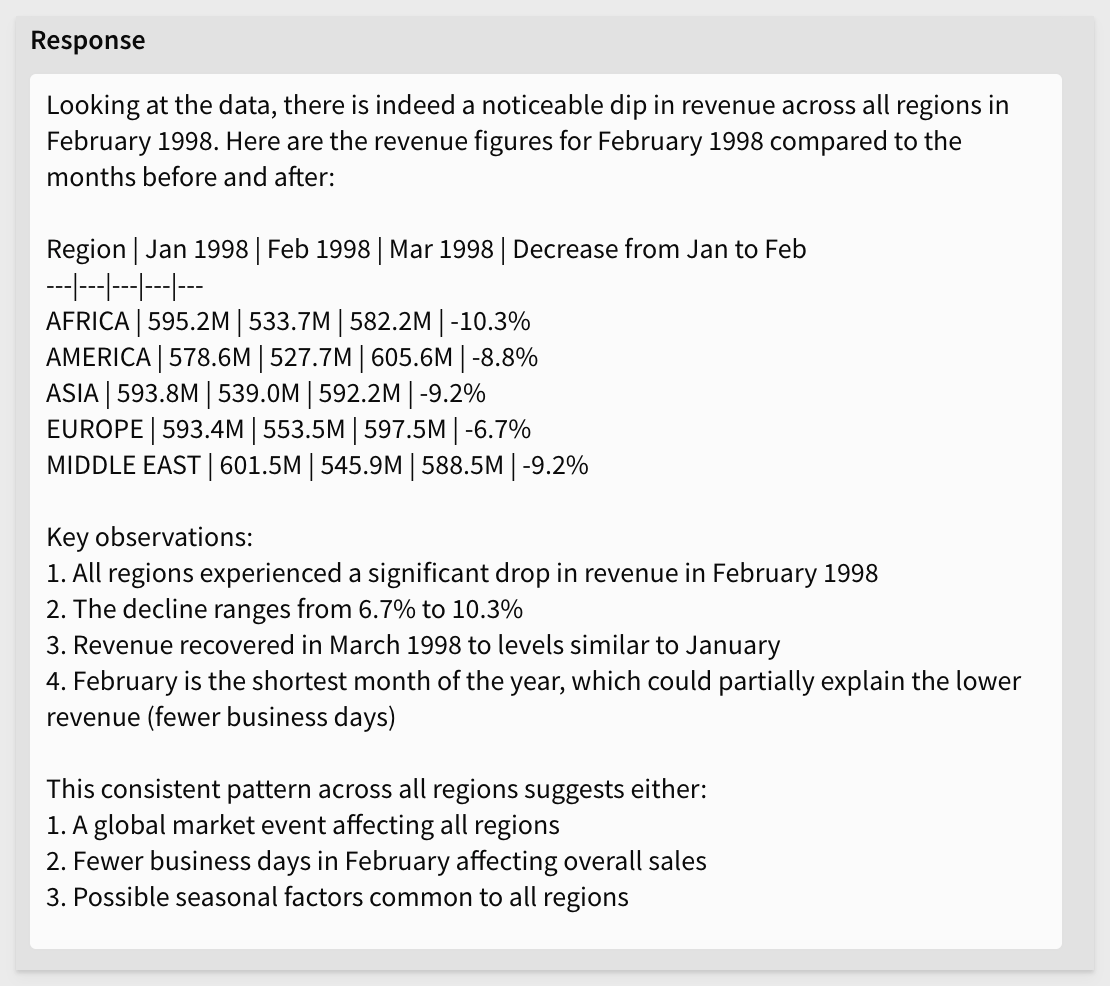 Response
Looking at the data, there is indeed a noticeable dip in revenue across all regions in
February 1998. Here are the revenue figures for February 1998 compared to the
months before and after:
Region | Jan 1998 | Feb 1998 | Mar 1998 | Decrease from Jan to Feb
---|---|---|---|---
AFRICA | 595.2M | 533.7M | 582.2M | -10.3%
AMERICA | 578.6M | 527.7M | 605.6M | -8.8%
ASIA | 593.8M | 539.0M | 592.2M | -9.2%
EUROPE | 593.4M | 553.5M | 597.5M | -6.7%
MIDDLE EAST | 601.5M | 545.9M | 588.5M | -9.2%
Key observations:
1. All regions experienced a significant drop in revenue in February 1998
2. The decline ranges from 6.7% to 10.3%
3. Revenue recovered in March 1998 to levels similar to January
4. February is the shortest month of the year, which could partially explain the lower
revenue (fewer business days)
This consistent pattern across all regions suggests either:
1. A global market event affecting all regions
2. Fewer business days in February affecting overall sales
3. Possible seasonal factors common to all regions